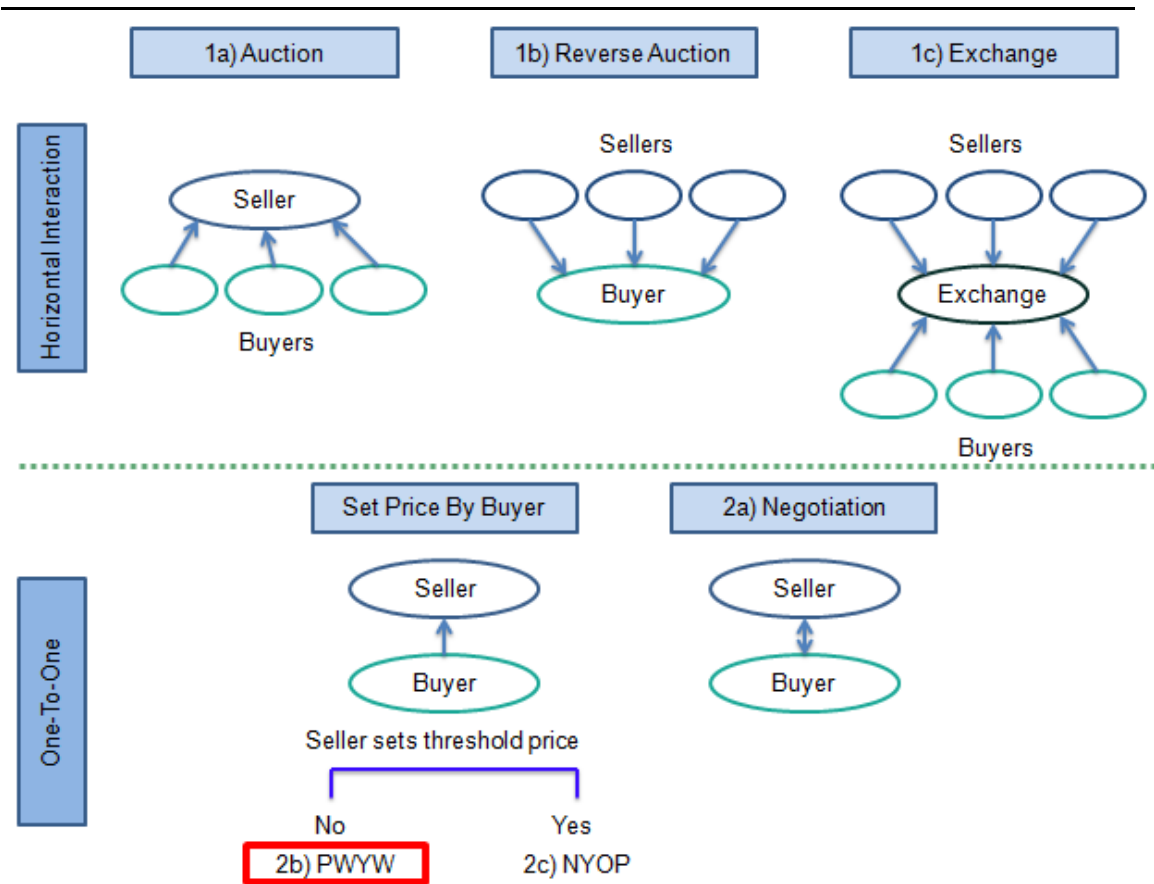 1a) Auction
1b) Reverse Auction
1c) Exchange
Horizontal Interaction
Sellers
Sellers
Seller
Buyer
Exchange
Buyers
Buyers
Set Price By Buyer
2a) Negotiation
One-To-One
Seller
Seller
Buyer
Buyer
Seller sets threshold price
No
Yes
2b) PWYW
2c) NYOP